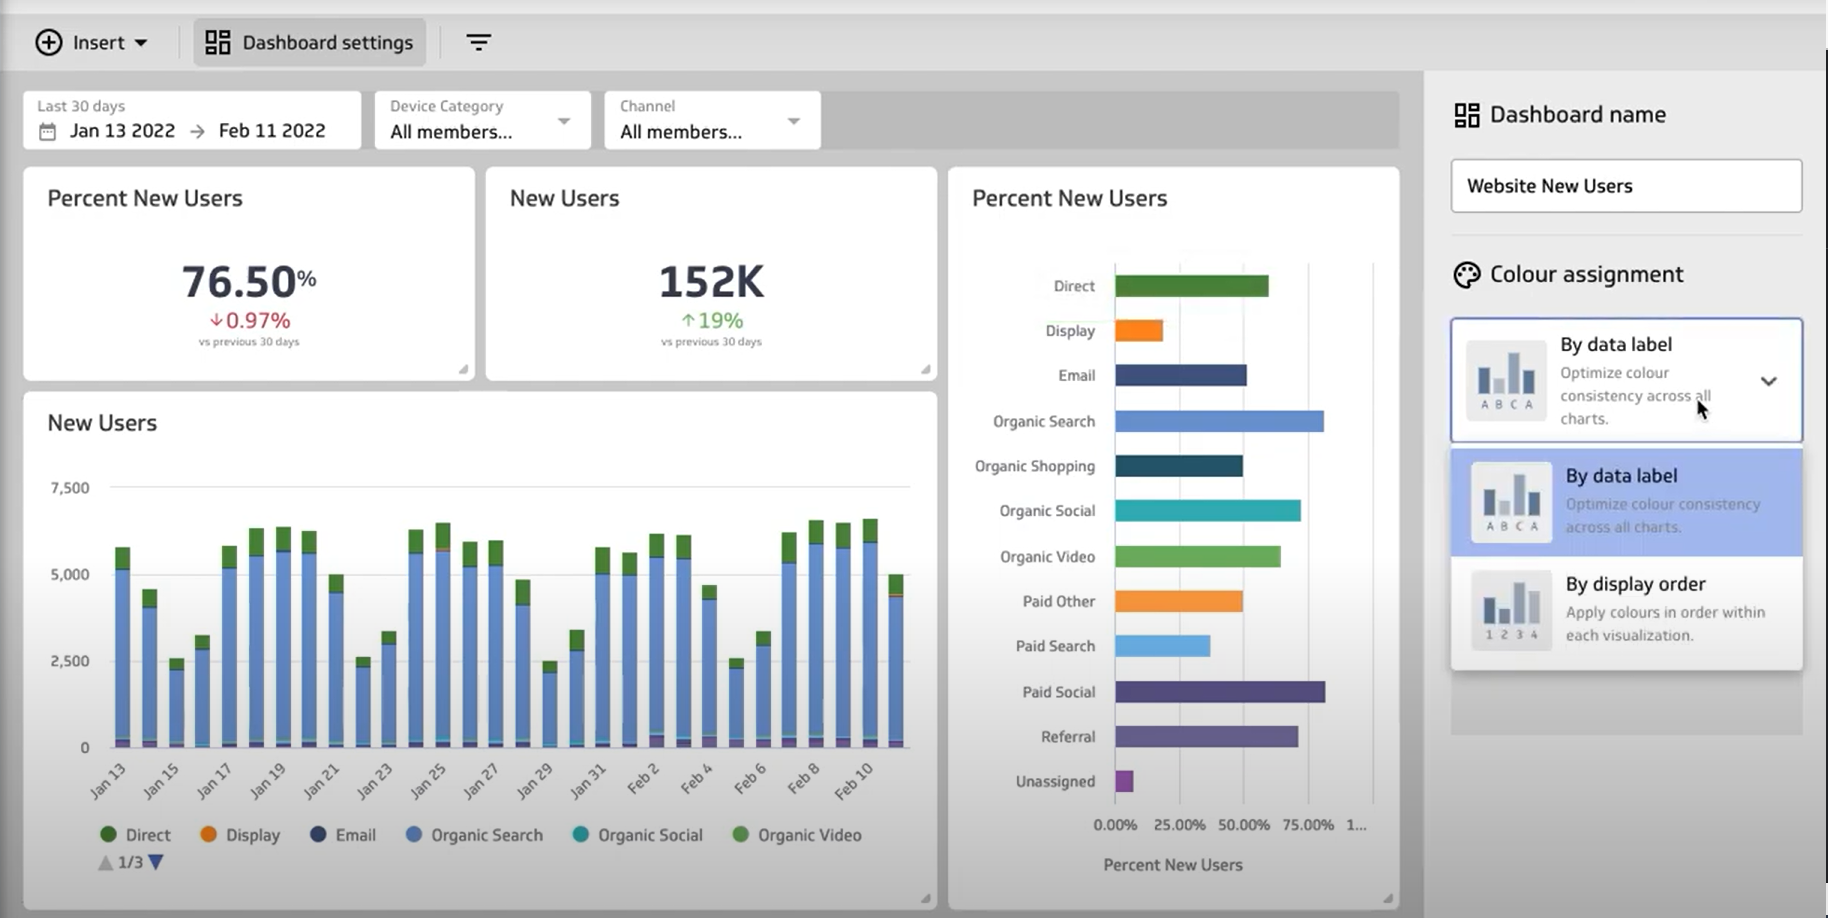 Insert
Dashboard settings
Last 30 days
Jan 13 2022 → Feb 11 2022
Device Category
All members...
Channel
All members...
Percent New Users
76.50%
↓0.97%
vs previous 30 days
New Users
152K
↑19%
vs previous 30 days
New Users
7,500
5,000
2,500
0
Jan 13
Jan 15
Jan 17
Jan 19
Jan 21
Jan 23
Jan 25
Jan 27
Jan 29
Jan 31
Feb 2
Feb 4
Feb 6
Feb 8
Feb 10
Direct Display Email Organic Search Organic Social Organic Video
1/3
Percent New Users
Direct
Display
Email
Organic Search
Organic Shopping
Organic Social
Organic Video
Paid Other
Paid Search
Paid Social
Referral
Unassigned
0.00% 25.00% 50.00% 75.00% 1...
Percent New Users
Dashboard name
Website New Users
Colour assignment
By data label
Optimize colour
consistency across all
charts.
A B C A
By data label
Optimize colour consistency
across all charts.
A B C A
By display order
Apply colours in order within
each visualization.
1 2 3 4